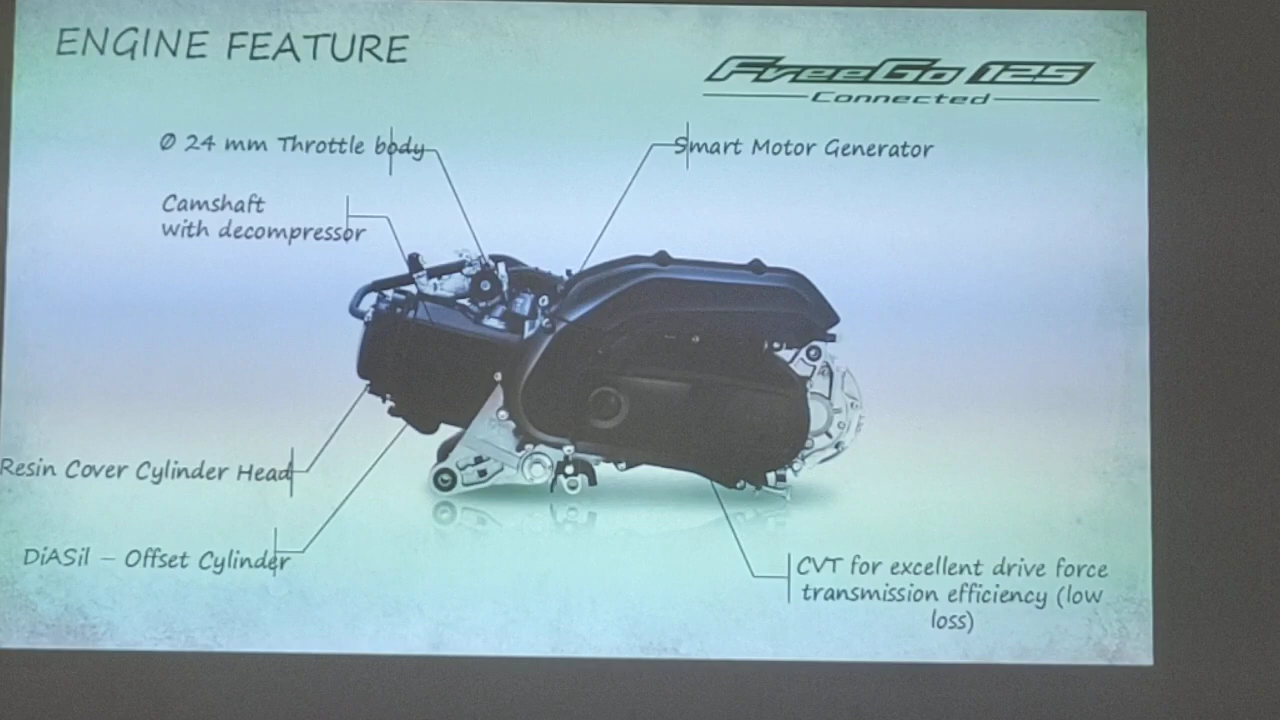 ENGINE FEATURE
FreeGo 125
Connected
Ø 24 mm Throttle body
Smart Motor Generator
Camshaft
with decompressor
Resin Cover Cylinder Head
DiASil – Offset Cylinder
CVT for excellent drive force
transmission efficiency (low
loss)